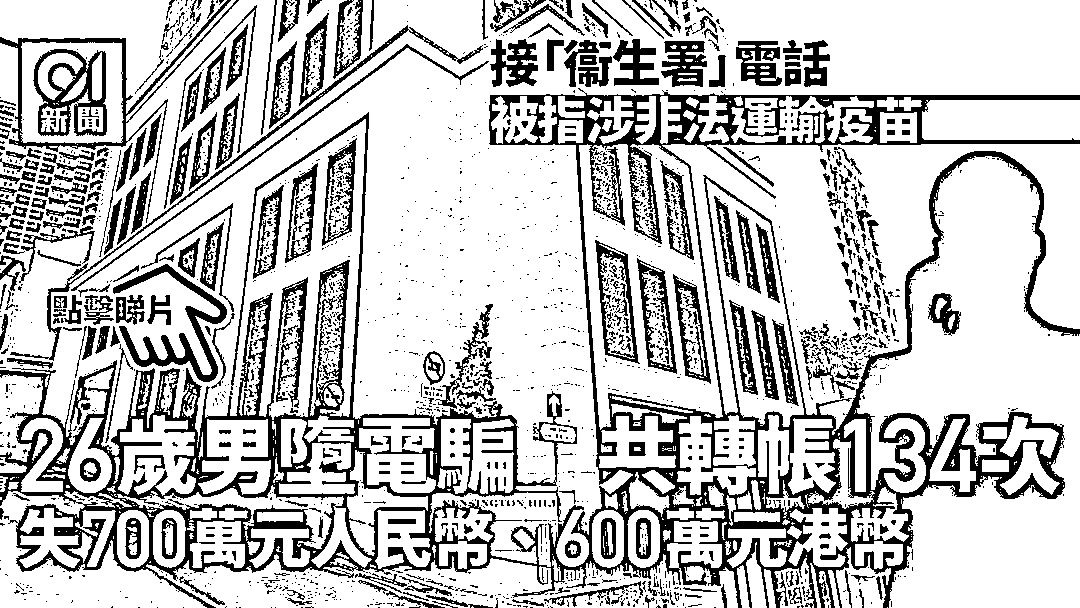 01
新聞
接「衞生署」電話
被指涉非法運輸疫苗
點擊睇片
26歲男墮電騙 共轉帳134次
失700萬元人民幣、600萬元港幣